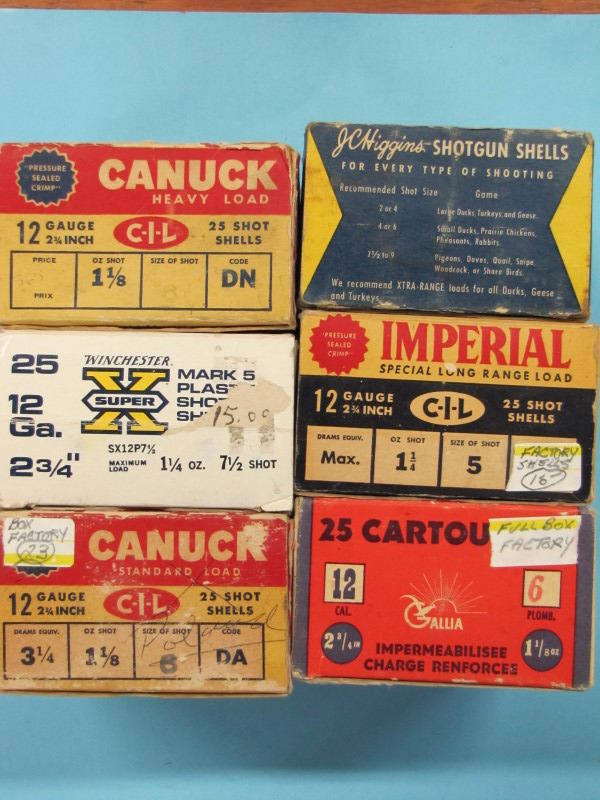 "PRESSURE
SEALED
CRIMP"
CANUCK
HEAVY LOAD
12 GAUGE
2¾ INCH
C-I-L
25 SHOT
SHELLS
PRICE
PRIX
OZ SHOT
1⅛
SIZE OF SHOT
CODE
DN
J.C. Higgins SHOTGUN SHELLS
FOR EVERY TYPE OF SHOOTING
Recommended Shot Size Game
2 or 4 Large Ducks, Turkeys, and Geese.
4 or 6 Small Ducks, Prairie Chickens,
Pheasants, Rabbits.
7½ to 9 Pigeons, Doves, Quail, Snipe,
Woodcock, or Shore Birds.
We recommend XTRA-RANGE loads for all Ducks, Geese
and Turkeys.
25
12
Ga.
2¾"
WINCHESTER
SUPER X
MARK 5
PLAST
SHO
SH
15.00
SX12P7½
MAXIMUM
LOAD
1¼ oz. 7½ SHOT
"PRESSURE
SEALED
CRIMP"
IMPERIAL
SPECIAL LONG RANGE LOAD
12 GAUGE
2¾ INCH
C-I-L
25 SHOT
SHELLS
DRAMS EQUIV.
Max.
OZ SHOT
1¼
SIZE OF SHOT
5
FACTORY
SHELLS
18
BOX
FACTORY
23
CANUCK
STANDARD LOAD
12 GAUGE
2¾ INCH
C-I-L
25 SHOT
SHELLS
DRAMS EQUIV.
3¼
OZ SHOT
1⅛
SIZE OF SHOT
6
CODE
DA
25 CARTOU
FULL BOX
FACTORY
12
CAL.
2¾ IN
GALLIA
6
PLOMB.
1⅛ oz
IMPERMEABILISEE
CHARGE RENFORCEE